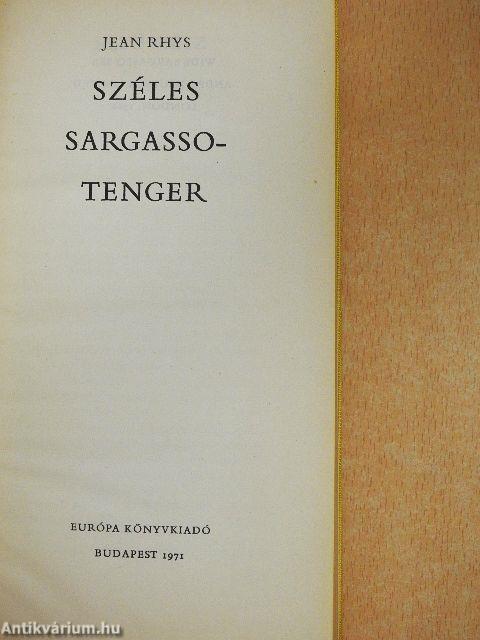 JEAN RHYS
SZÉLES
SARGASSO-
TENGER
EURÓPA KÖNYVKIADÓ
BUDAPEST 1971
Antikvárium.hu